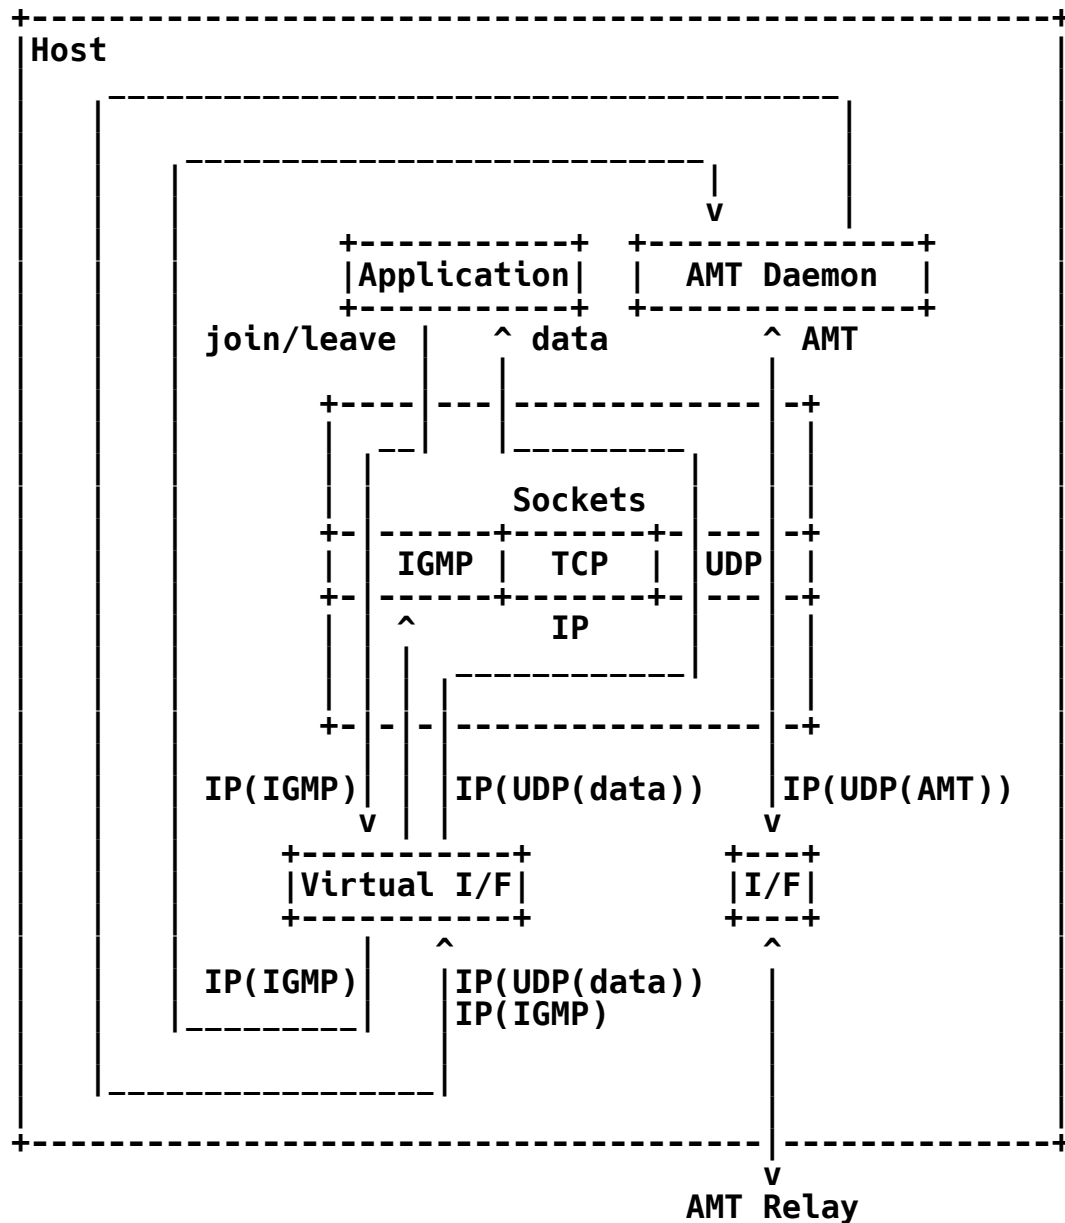 Host
Application AMT Daemon
join/leave data AMT
Sockets
IGMP TCP UDP
IP
IP(IGMP) IP(UDP(data)) IP(UDP(AMT))
Virtual I/F I/F
IP(IGMP) IP(UDP(data))
IP(IGMP)
AMT Relay